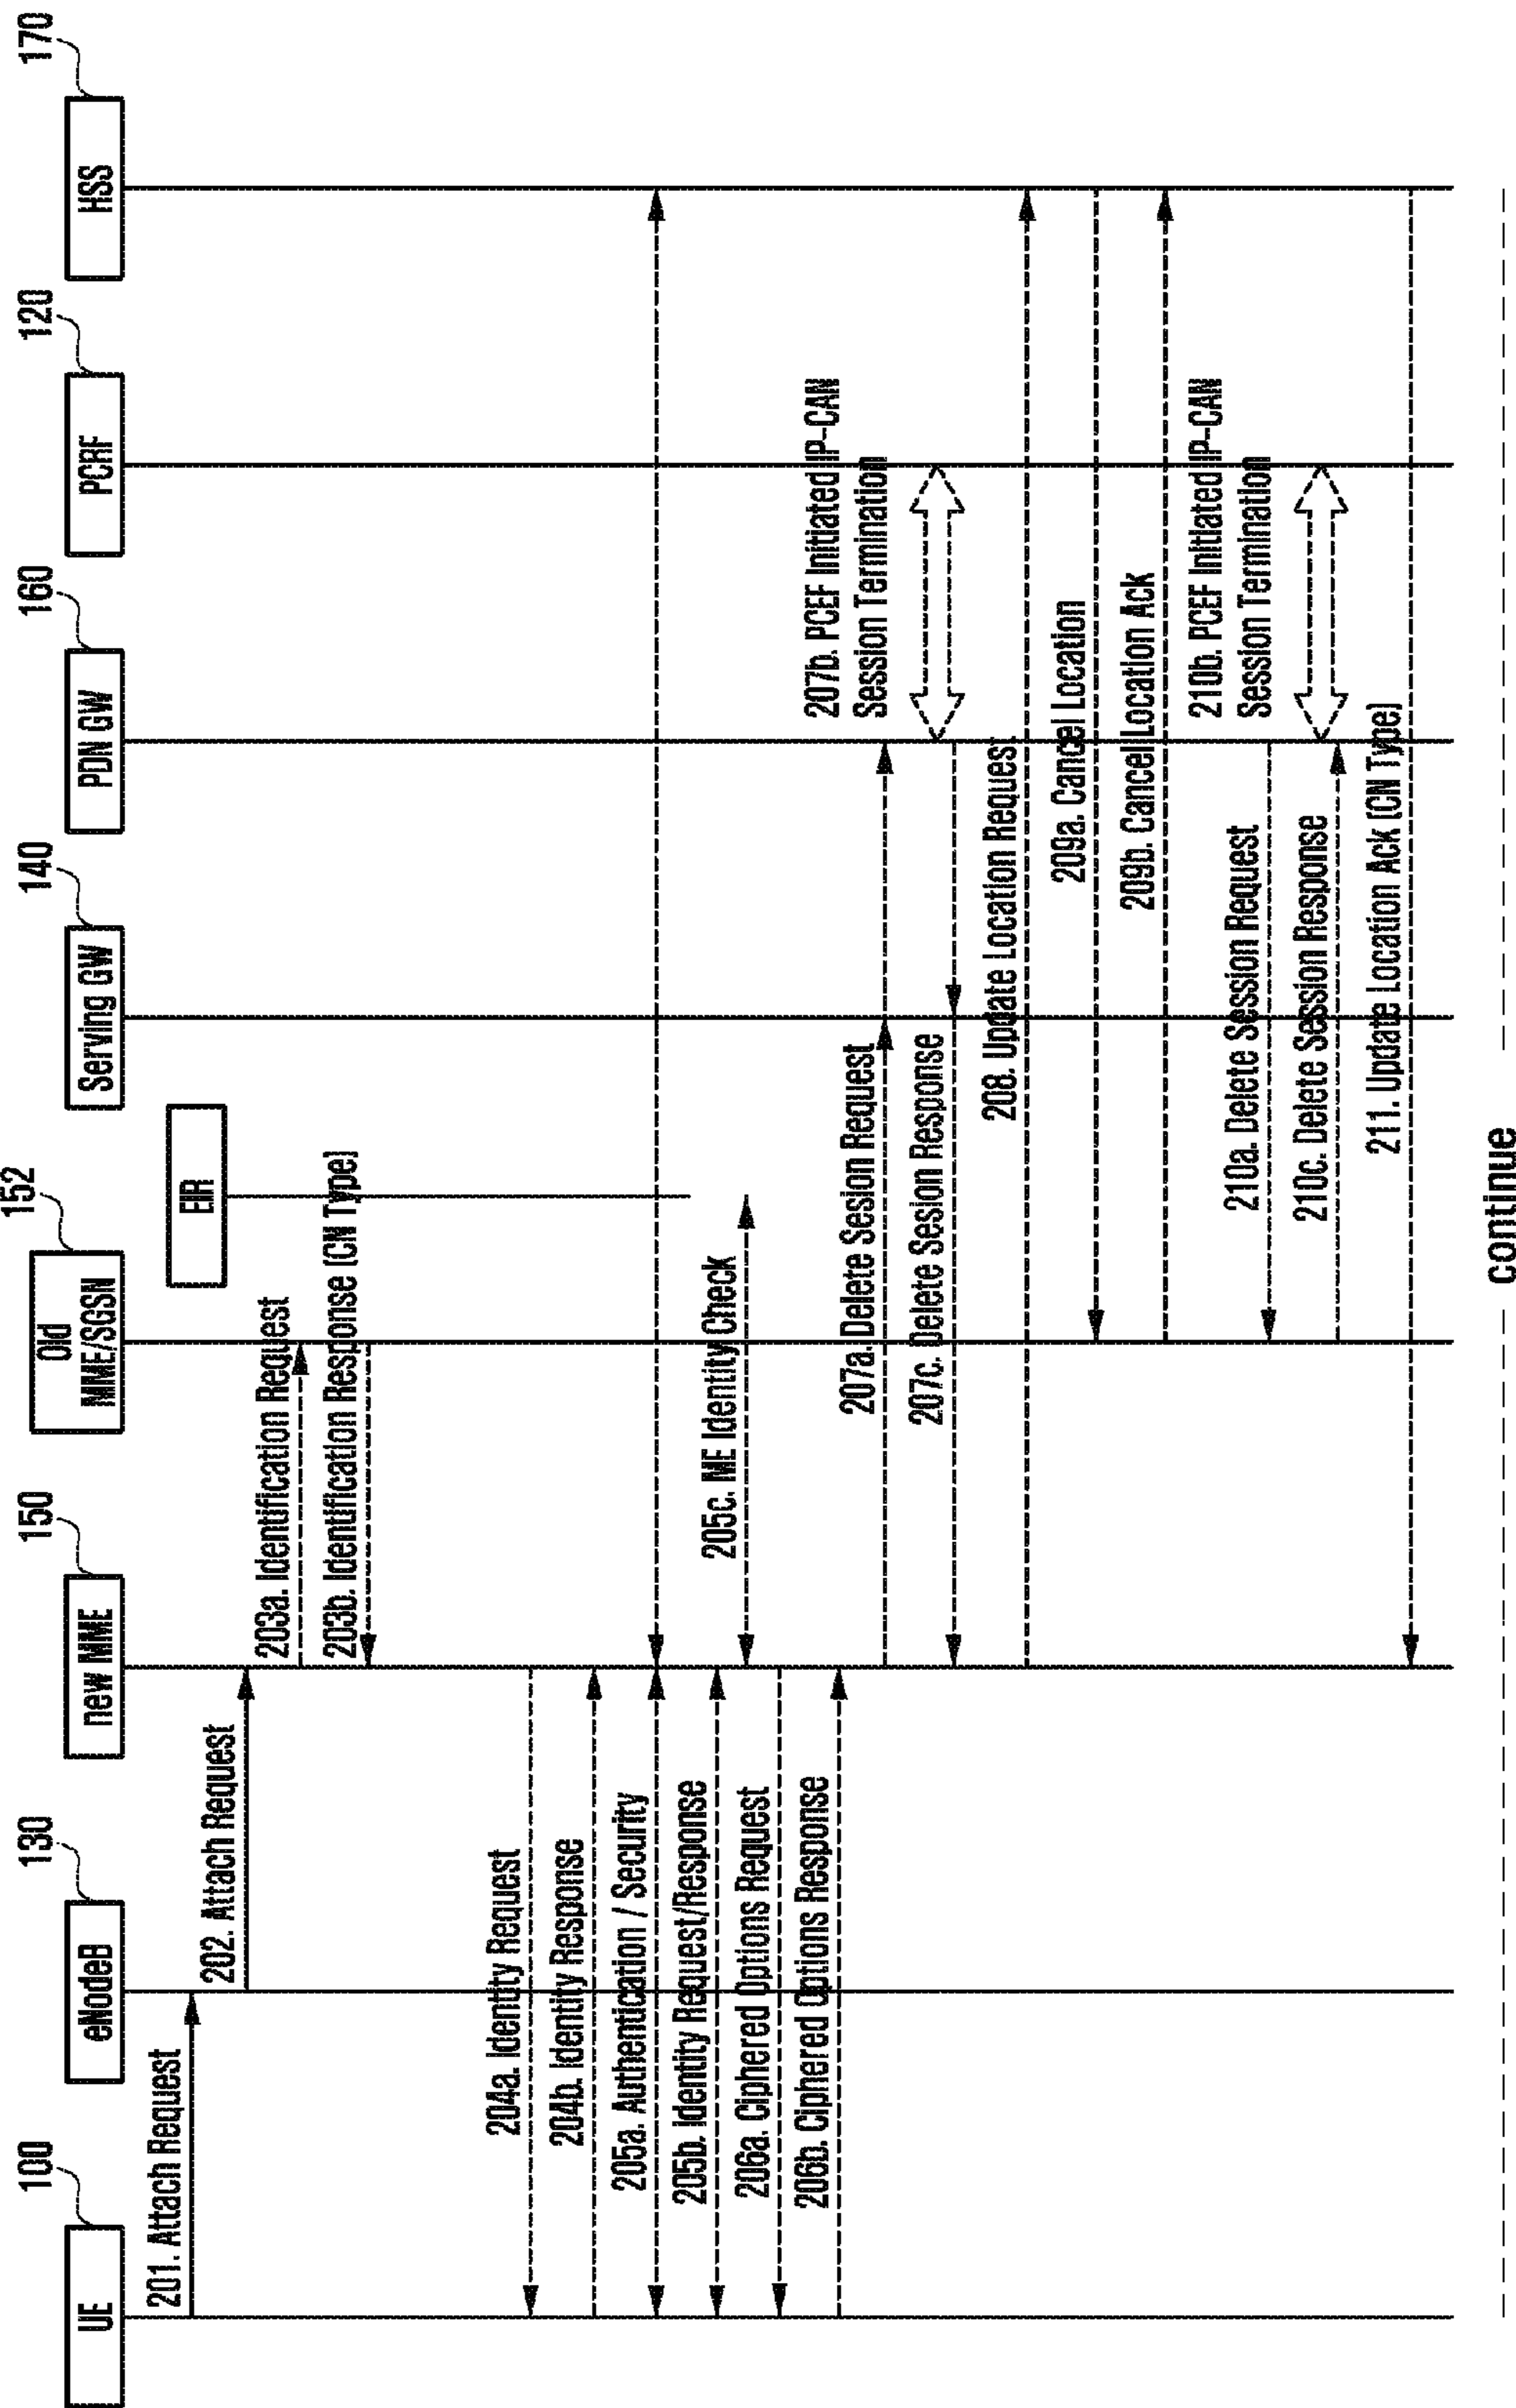 100
130
150
152
140
160
120
170
UE
eNodeB
new MME
Old
MME/SGSN
EIR
Serving GW
PDN GW
PCRF
HSS
201. Attach Request
202. Attach Request
203a. Identification Request
203b. Identification Response (CN Type)
204a. Identity Request
204b. Identity Response
205a. Authentication / Security
205b. Identity Request/Response
205c. ME Identity Check
206a. Ciphered Options Request
206b. Ciphered Options Response
207a. Delete Sesion Request
207b. PCEF Initiated IP-CAN
Session Termination
207c. Delete Sesion Response
208. Update Location Request
209a. Cancel Location
209b. Cancel Location Ack
210a. Delete Session Request
210b. PCEF Initiated IP-CAN
Session Termination
210c. Delete Session Response
211. Update Location Ack (CN Type)
continue